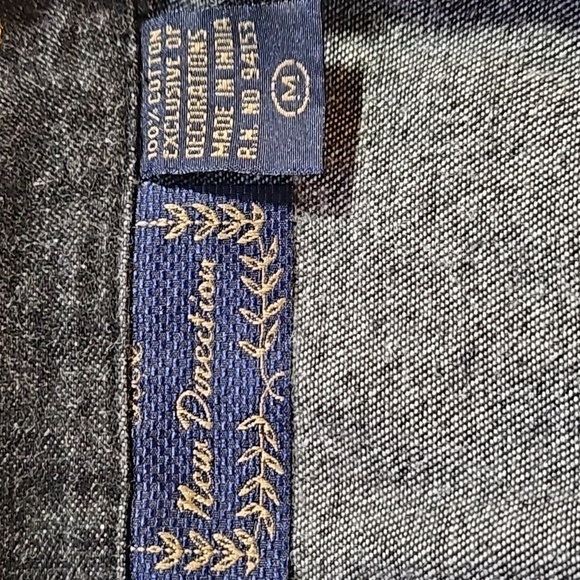 100% COTTON
EXCLUSIVE OF
DECORATIONS
MADE IN INDIA
R.N. NO 94153
M
New Direction